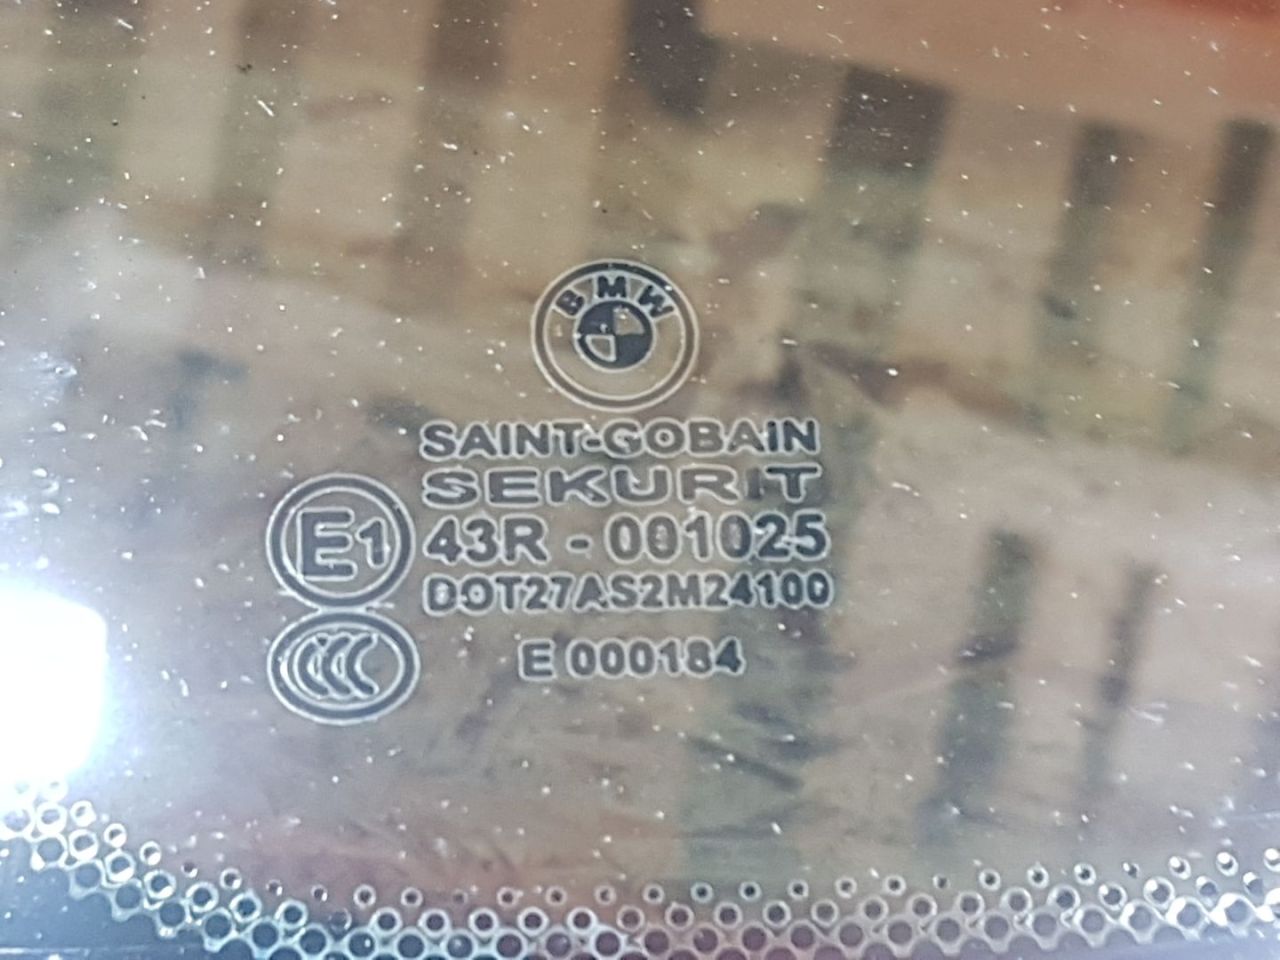 BMW
SAINT-GOBAIN
SEKURIT
E1 43R - 001025
DOT27AS2M24100
E 000184